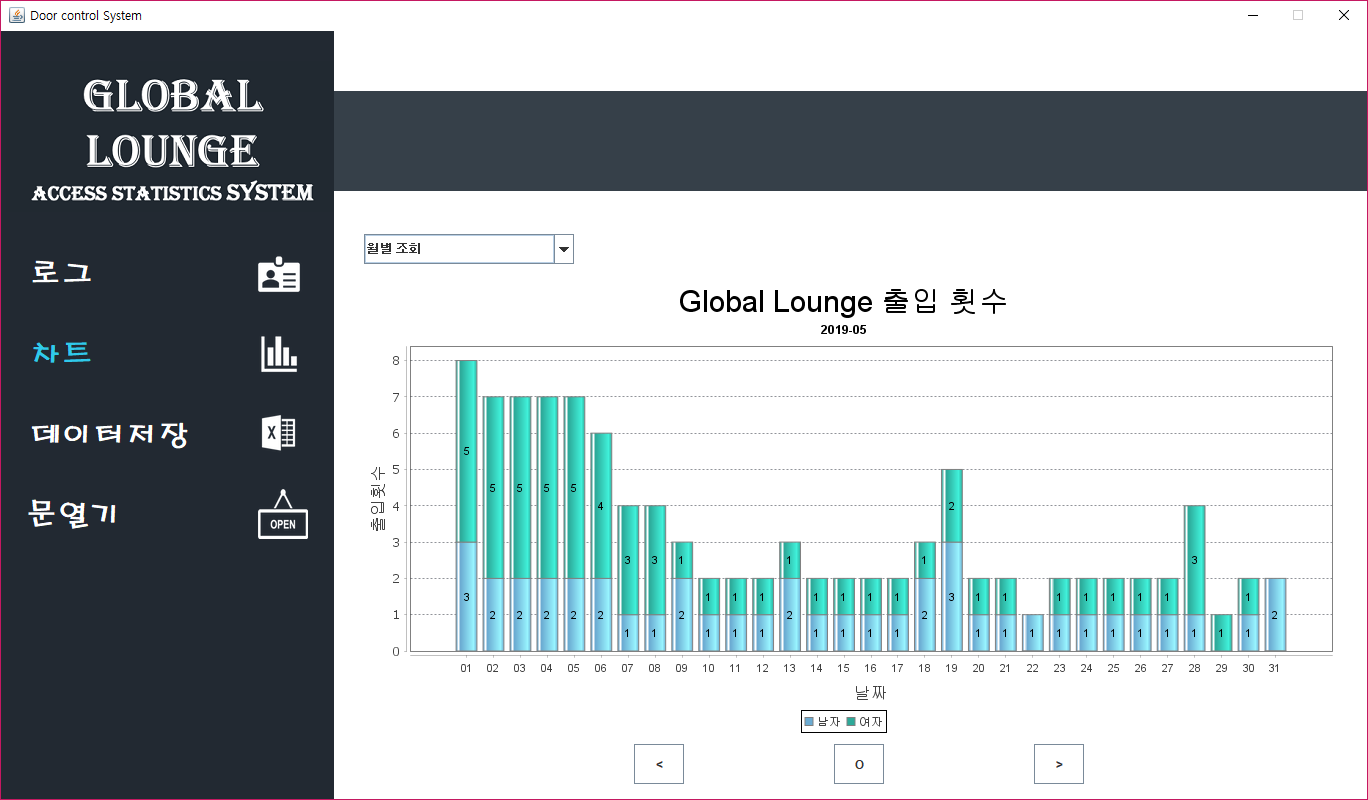 Door control System
GLOBAL
LOUNGE
ACCESS STATISTICS SYSTEM
로그
차트
데이터저장
문열기
OPEN
월별 조회
Global Lounge 출입 횟수
2019-05
출입횟수
8
7
6
5
4
3
2
1
0
5 5 5 5 5 4 3 3 1 1 1 1 1 1 1 1 1 1 2 1 1 1 1 1 1 1 3 1
3 2 2 2 2 2 1 1 2 1 1 1 2 1 1 1 1 2 3 1 1 1 1 1 1 1 1 1 1 1 2
01 02 03 04 05 06 07 08 09 10 11 12 13 14 15 16 17 18 19 20 21 22 23 24 25 26 27 28 29 30 31
날짜
남자 여자
< O >